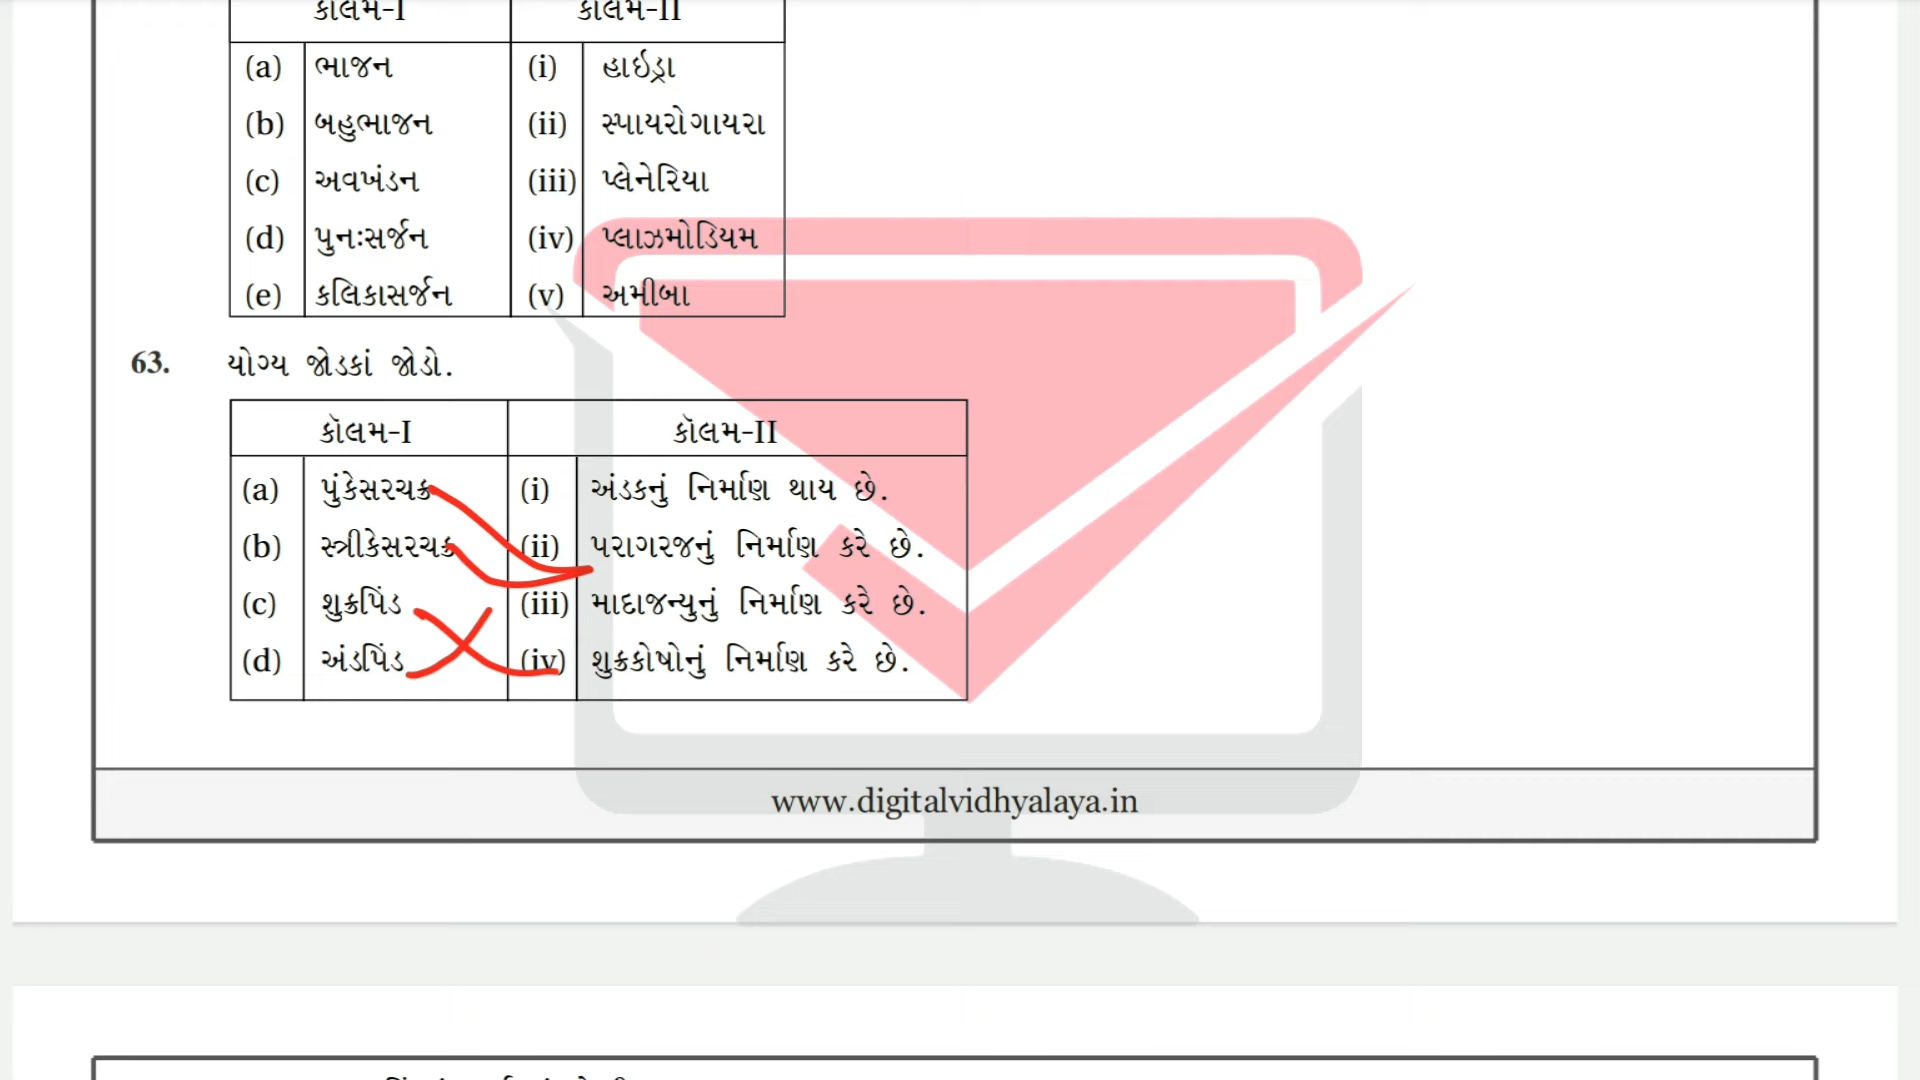 કૉલમ-I કૉલમ-II
(a) ભાજન (i) હાઇડ્રા
(b) બહુભાજન (ii) સ્પાયરોગાયરા
(c) અવખંડન (iii) પ્લેનેરિયા
(d) પુનઃસર્જન (iv) પ્લાઝમોડિયમ
(e) કલિકાસર્જન (v) અમીબા
63. યોગ્ય જોડકાં જોડો.
કૉલમ-I કૉલમ-II
(a) પુંકેસરચક્ર (i) અંડકનું નિર્માણ થાય છે.
(b) સ્ત્રીકેસરચક્ર (ii) પરાગરજનું નિર્માણ કરે છે.
(c) શુક્રપિંડ (iii) માદાજન્યુનું નિર્માણ કરે છે.
(d) અંડપિંડ (iv) શુક્રકોષોનું નિર્માણ કરે છે.
www.digitalvidhyalaya.in